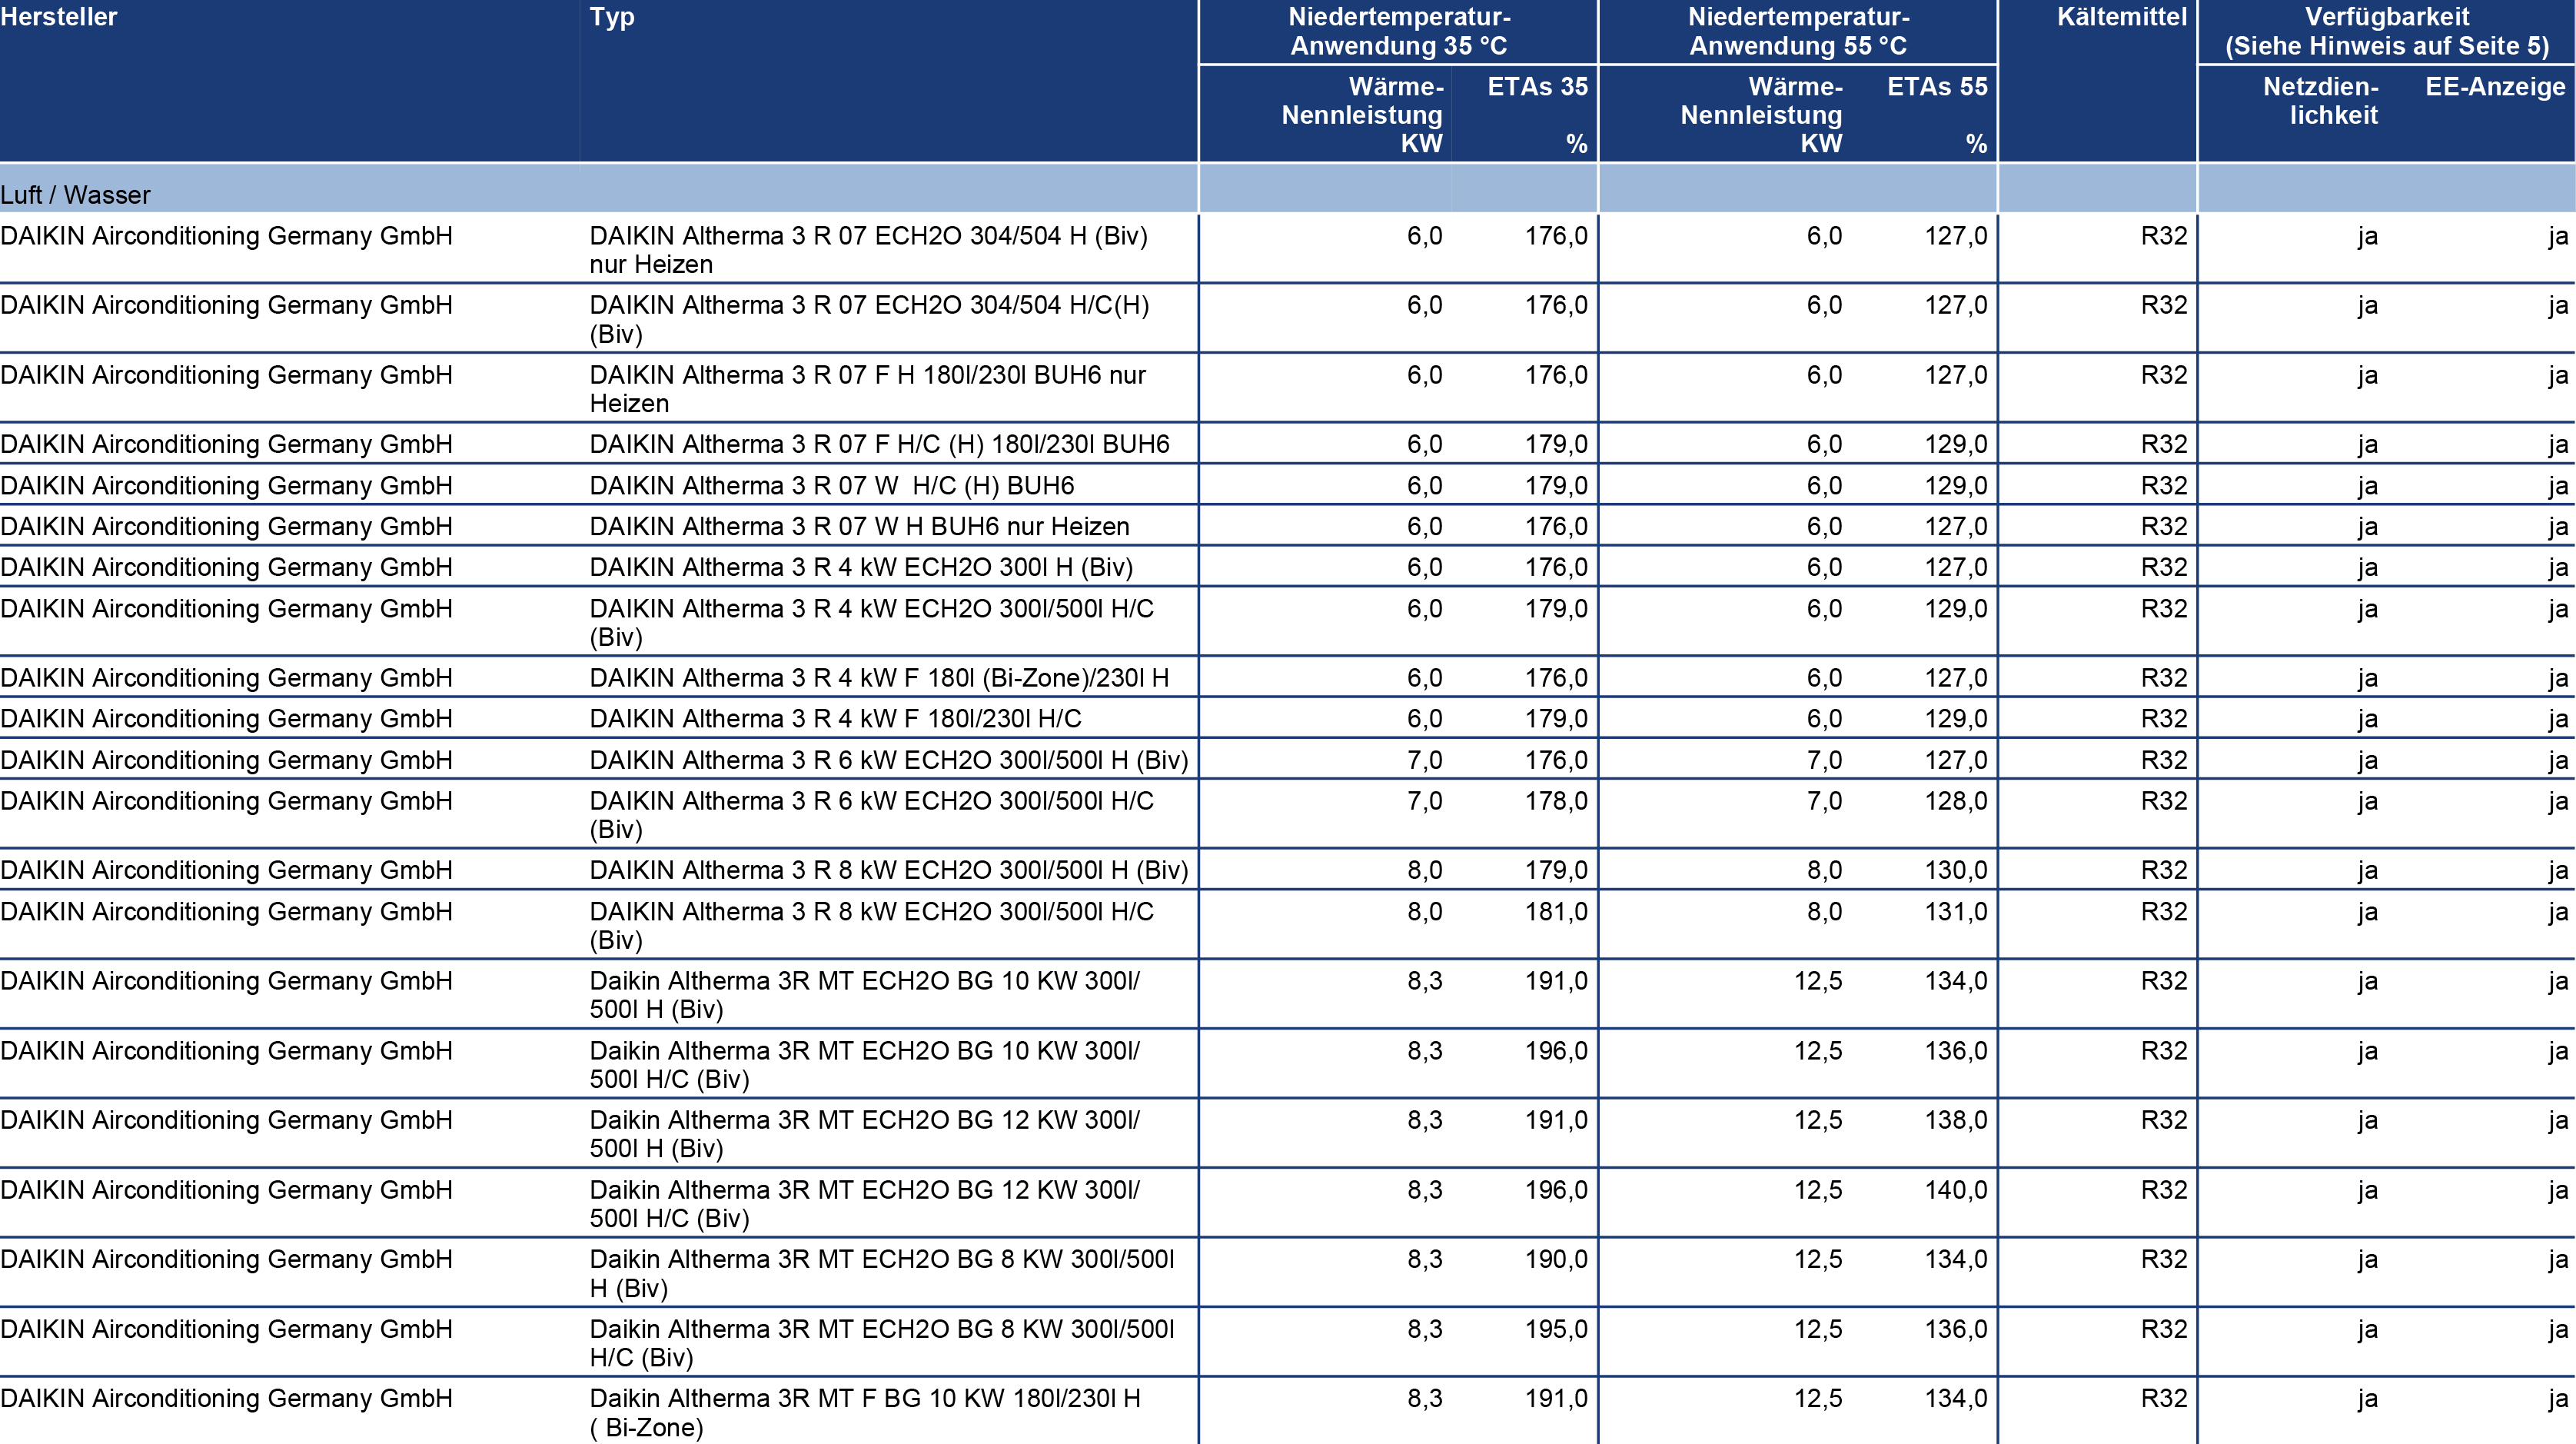 Hersteller Typ Niedertemperatur- Niedertemperatur- Kältemittel Verfügbarkeit
Anwendung 35 °C Anwendung 55 °C (Siehe Hinweis auf Seite 5)
Wärme- ETAs 35 Wärme- ETAs 55 Netzdien- EE-Anzeige
Nennleistung Nennleistung lichkeit
KW % KW %
Luft / Wasser
DAIKIN Airconditioning Germany GmbH DAIKIN Altherma 3 R 07 ECH2O 304/504 H (Biv) 6,0 176,0 6,0 127,0 R32 ja ja
nur Heizen
DAIKIN Airconditioning Germany GmbH DAIKIN Altherma 3 R 07 ECH2O 304/504 H/C(H) 6,0 176,0 6,0 127,0 R32 ja ja
(Biv)
DAIKIN Airconditioning Germany GmbH DAIKIN Altherma 3 R 07 F H 180l/230l BUH6 nur 6,0 176,0 6,0 127,0 R32 ja ja
Heizen
DAIKIN Airconditioning Germany GmbH DAIKIN Altherma 3 R 07 F H/C (H) 180l/230l BUH6 6,0 179,0 6,0 129,0 R32 ja ja
DAIKIN Airconditioning Germany GmbH DAIKIN Altherma 3 R 07 W  H/C (H) BUH6 6,0 179,0 6,0 129,0 R32 ja ja
DAIKIN Airconditioning Germany GmbH DAIKIN Altherma 3 R 07 W H BUH6 nur Heizen 6,0 176,0 6,0 127,0 R32 ja ja
DAIKIN Airconditioning Germany GmbH DAIKIN Altherma 3 R 4 kW ECH2O 300l H (Biv) 6,0 176,0 6,0 127,0 R32 ja ja
DAIKIN Airconditioning Germany GmbH DAIKIN Altherma 3 R 4 kW ECH2O 300l/500l H/C 6,0 179,0 6,0 129,0 R32 ja ja
(Biv)
DAIKIN Airconditioning Germany GmbH DAIKIN Altherma 3 R 4 kW F 180l (Bi-Zone)/230l H 6,0 176,0 6,0 127,0 R32 ja ja
DAIKIN Airconditioning Germany GmbH DAIKIN Altherma 3 R 4 kW F 180l/230l H/C 6,0 179,0 6,0 129,0 R32 ja ja
DAIKIN Airconditioning Germany GmbH DAIKIN Altherma 3 R 6 kW ECH2O 300l/500l H (Biv) 7,0 176,0 7,0 127,0 R32 ja ja
DAIKIN Airconditioning Germany GmbH DAIKIN Altherma 3 R 6 kW ECH2O 300l/500l H/C 7,0 178,0 7,0 128,0 R32 ja ja
(Biv)
DAIKIN Airconditioning Germany GmbH DAIKIN Altherma 3 R 8 kW ECH2O 300l/500l H (Biv) 8,0 179,0 8,0 130,0 R32 ja ja
DAIKIN Airconditioning Germany GmbH DAIKIN Altherma 3 R 8 kW ECH2O 300l/500l H/C 8,0 181,0 8,0 131,0 R32 ja ja
(Biv)
DAIKIN Airconditioning Germany GmbH Daikin Altherma 3R MT ECH2O BG 10 KW 300l/ 8,3 191,0 12,5 134,0 R32 ja ja
500l H (Biv)
DAIKIN Airconditioning Germany GmbH Daikin Altherma 3R MT ECH2O BG 10 KW 300l/ 8,3 196,0 12,5 136,0 R32 ja ja
500l H/C (Biv)
DAIKIN Airconditioning Germany GmbH Daikin Altherma 3R MT ECH2O BG 12 KW 300l/ 8,3 191,0 12,5 138,0 R32 ja ja
500l H (Biv)
DAIKIN Airconditioning Germany GmbH Daikin Altherma 3R MT ECH2O BG 12 KW 300l/ 8,3 196,0 12,5 140,0 R32 ja ja
500l H/C (Biv)
DAIKIN Airconditioning Germany GmbH Daikin Altherma 3R MT ECH2O BG 8 KW 300l/500l 8,3 190,0 12,5 134,0 R32 ja ja
H (Biv)
DAIKIN Airconditioning Germany GmbH Daikin Altherma 3R MT ECH2O BG 8 KW 300l/500l 8,3 195,0 12,5 136,0 R32 ja ja
H/C (Biv)
DAIKIN Airconditioning Germany GmbH Daikin Altherma 3R MT F BG 10 KW 180l/230l H 8,3 191,0 12,5 134,0 R32 ja ja
( Bi-Zone)